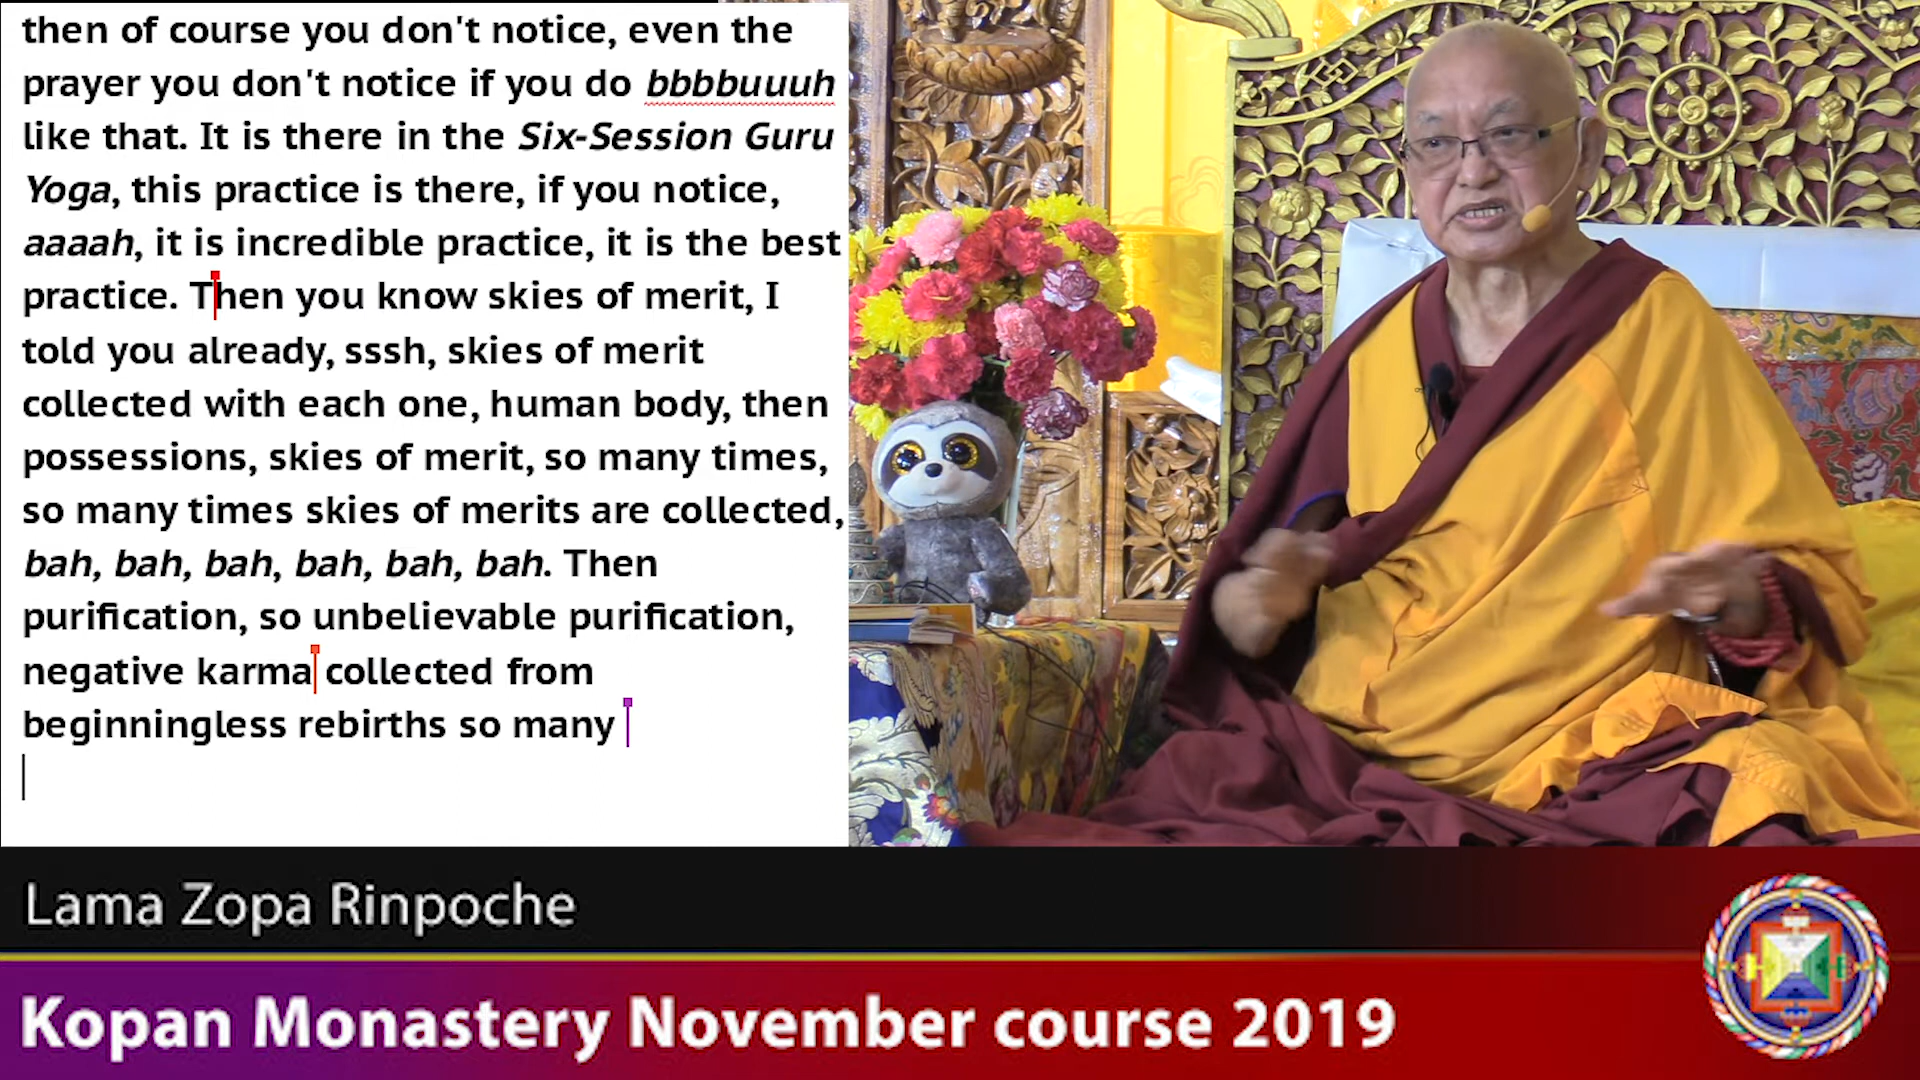 then of course you don't notice, even the
prayer you don't notice if you do bbbbuuuh
like that. It is there in the Six-Session Guru
Yoga, this practice is there, if you notice,
aaaah, it is incredible practice, it is the best
practice. Then you know skies of merit, I
told you already, sssh, skies of merit
collected with each one, human body, then
possessions, skies of merit, so many times,
so many times skies of merits are collected,
bah, bah, bah, bah, bah, bah. Then
purification, so unbelievable purification,
negative karma collected from
beginningless rebirths so many
Lama Zopa Rinpoche
Kopan Monastery November course 2019